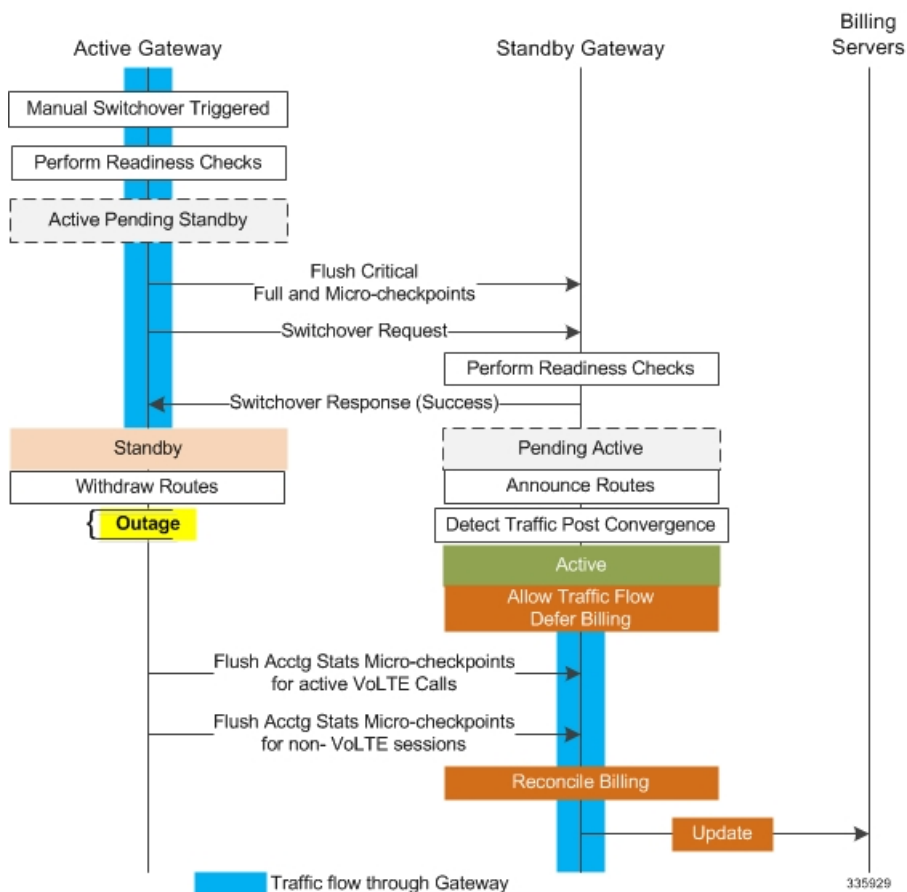 Billing
Servers
Active Gateway
Standby Gateway
Manual Switchover Triggered
Perform Readiness Checks
Active Pending Standby
Flush Critical
Full and Micro-checkpoints
Switchover Request
Perform Readiness Checks
Switchover Response (Success)
Standby
Pending Active
Withdraw Routes
Announce Routes
{ Outage
Detect Traffic Post Convergence
Active
Allow Traffic Flow
Defer Billing
Flush Acctg Stats Micro-checkpoints
for active VoLTE Calls
Flush Acctg Stats Micro-checkpoints
for non- VoLTE sessions
Reconcile Billing
Update
Traffic flow through Gateway
335929